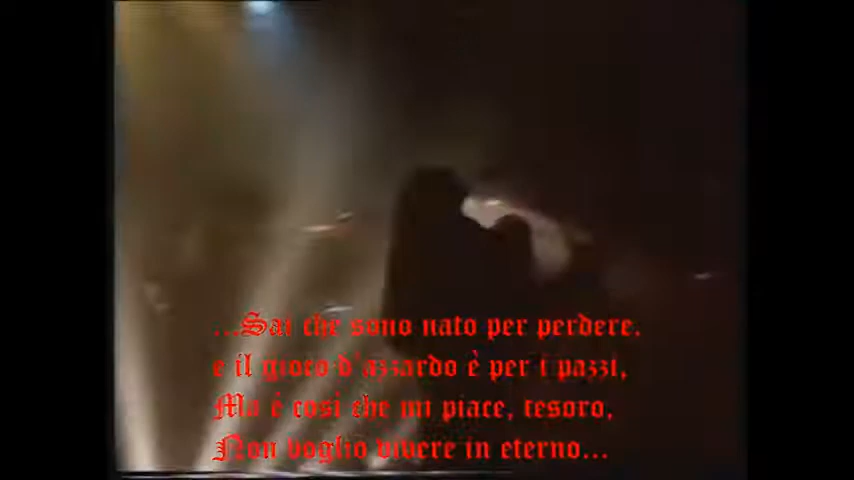 ...Sai che sono nato per perdere.
e il gioco d'azzardo è per i pazzi,
Ma è così che mi piace, tesoro,
Non voglio vivere in eterno...